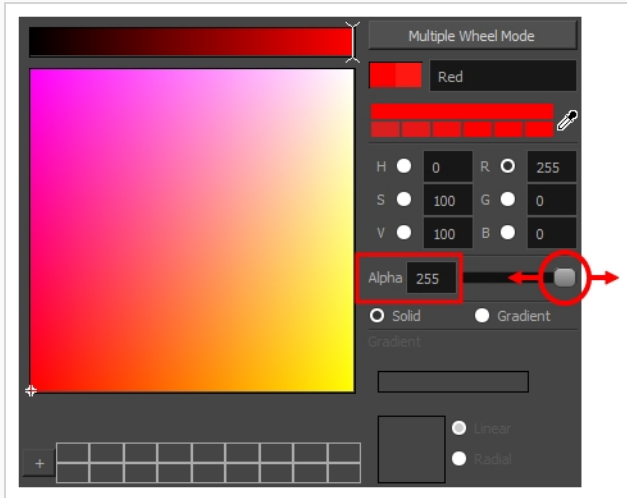 Multiple Wheel Mode
Red
H 0 R 255
S 100 G 0
V 100 B 0
Alpha 255
Solid Gradient
Gradient
Linear
+
Radial